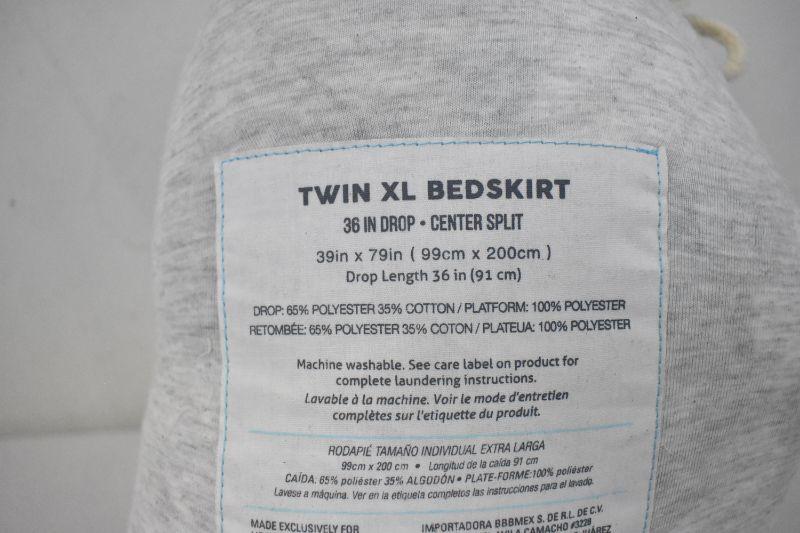 TWIN XL BEDSKIRT
36 IN DROP • CENTER SPLIT
39in x 79in ( 99cm x 200cm )
Drop Length 36 in (91 cm)
DROP: 65% POLYESTER 35% COTTON / PLATFORM: 100% POLYESTER
RETOMBÉE: 65% POLYESTER 35% COTON / PLATEUA: 100% POLYESTER
Machine washable. See care label on product for
complete laundering instructions.
Lavable à la machine. Voir le mode d'entretien
complètes sur l'etiquette du produit.
RODAPIÉ TAMAÑO INDIVIDUAL EXTRA LARGA
99cm x 200 cm • Longitud de la caída 91 cm
CAÍDA: 65% poliéster 35% ALGODÓN • PLATE-FORME:100% poliéster
Lavese a máquina. Ver en la etiqueta completos las instrucciones para el lavado.
MADE EXCLUSIVELY FOR
IMPORTADORA BBBMEX S. DE R.L. DE C.V.
CAMACHO #3228